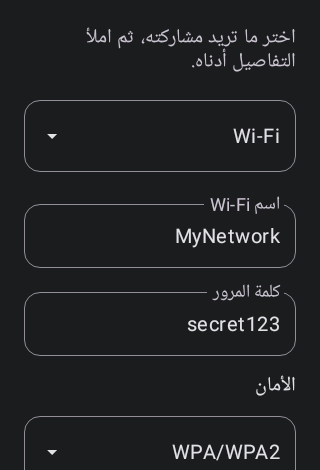 اختر ما تريد مشاركته، ثم املأ
التفاصيل أدناه.
Wi-Fi
اسم Wi-Fi
MyNetwork
كلمة المرور
secret123
الأمان
WPA/WPA2